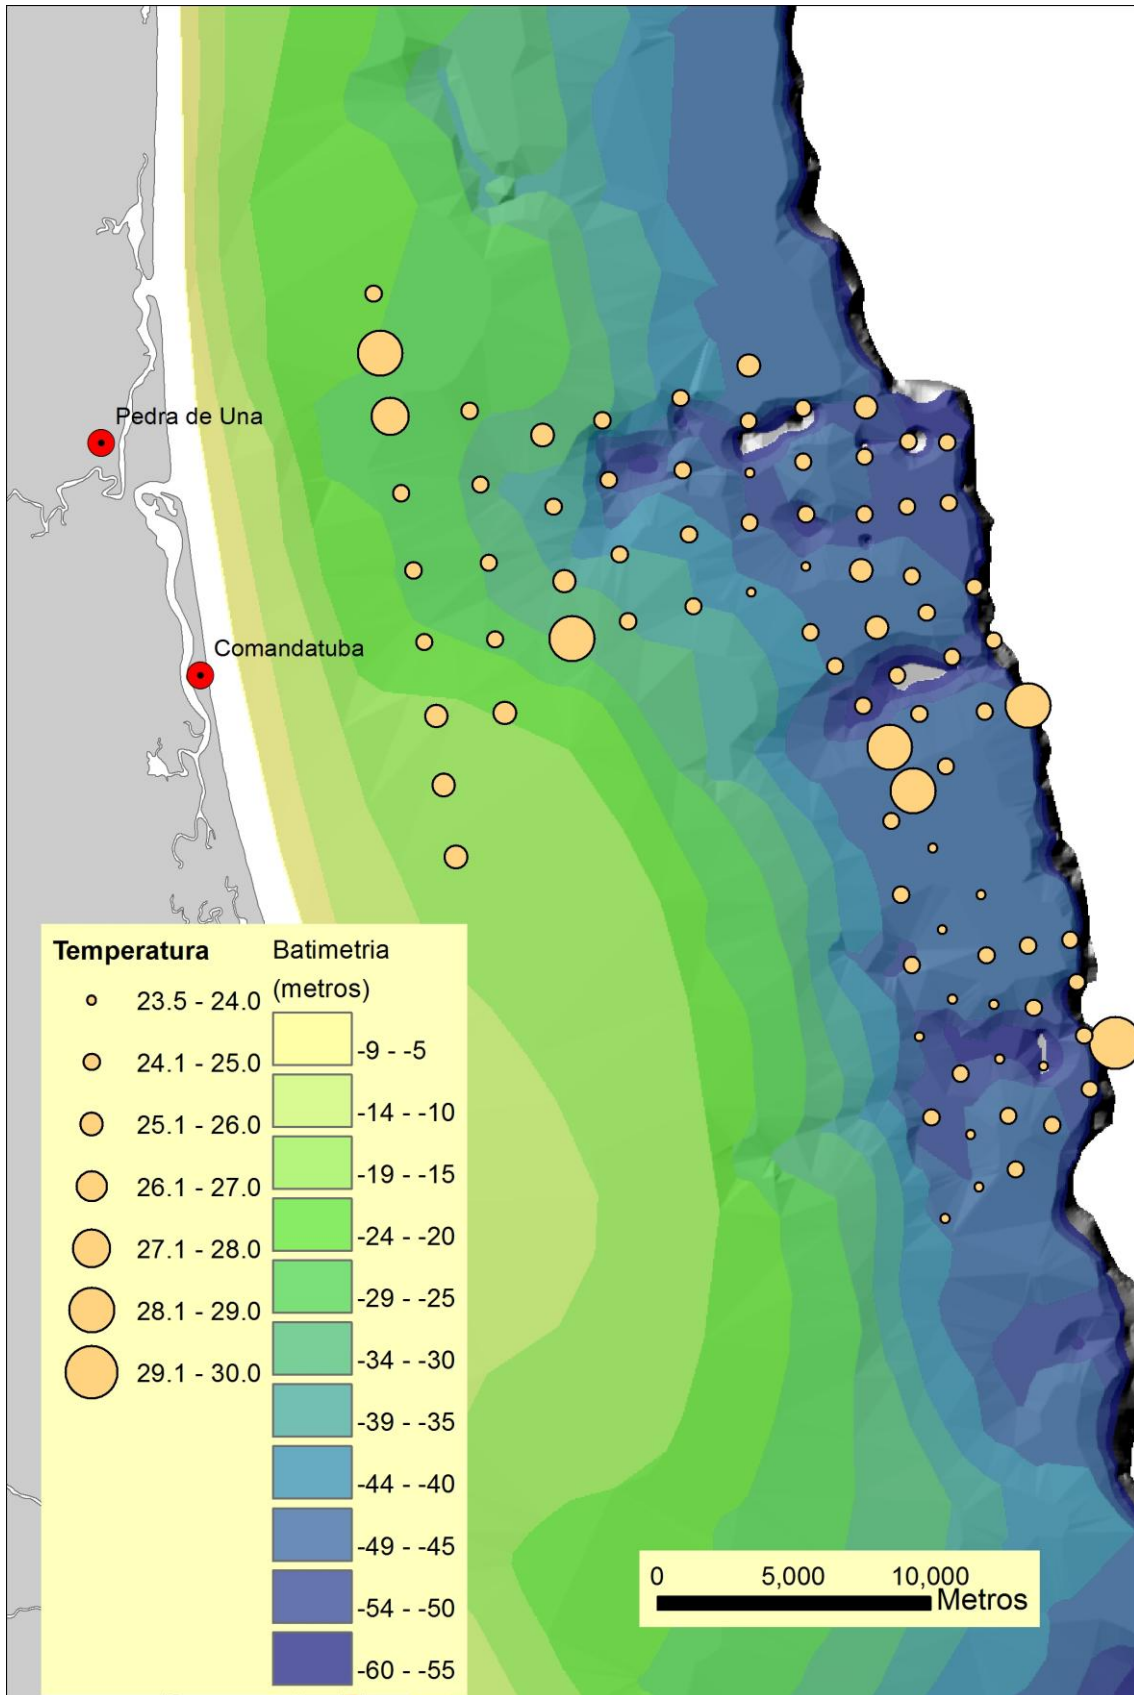 Pedra de Una
Comandatuba
Temperatura
23.5 - 24.0
24.1 - 25.0
25.1 - 26.0
26.1 - 27.0
27.1 - 28.0
28.1 - 29.0
29.1 - 30.0
Batimetria
(metros)
-9 - -5
-14 - -10
-19 - -15
-24 - -20
-29 - -25
-34 - -30
-39 - -35
-44 - -40
-49 - -45
-54 - -50
-60 - -55
0 5,000 10,000
Metros